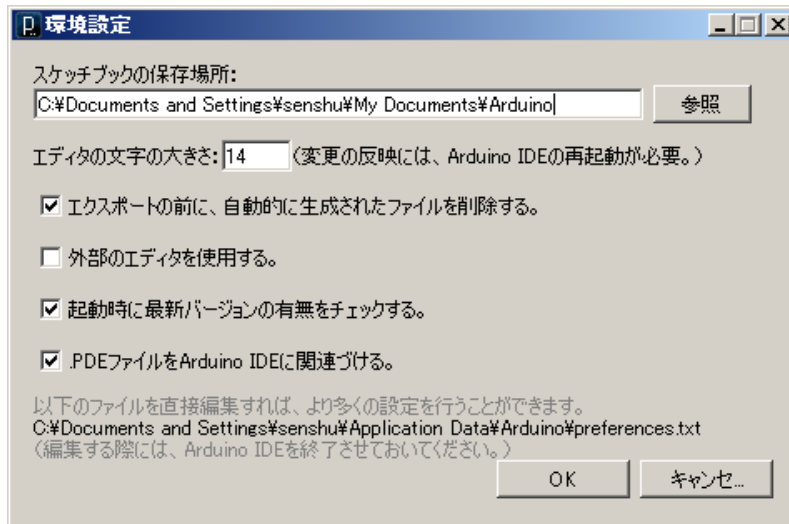 環境設定
スケッチブックの保存場所:
C:¥Documents and Settings¥senshu¥My Documents¥Arduino
参照
エディタの文字の大きさ: 14 (変更の反映には、Arduino IDEの再起動が必要。)
エクスポートの前に、自動的に生成されたファイルを削除する。
外部のエディタを使用する。
起動時に最新バージョンの有無をチェックする。
.PDEファイルをArduino IDEに関連づける。
以下のファイルを直接編集すれば、より多くの設定を行うことができます。
C:¥Documents and Settings¥senshu¥Application Data¥Arduino¥preferences.txt
(編集する際には、Arduino IDEを終了させておいてください。)
OK
キャンセ...